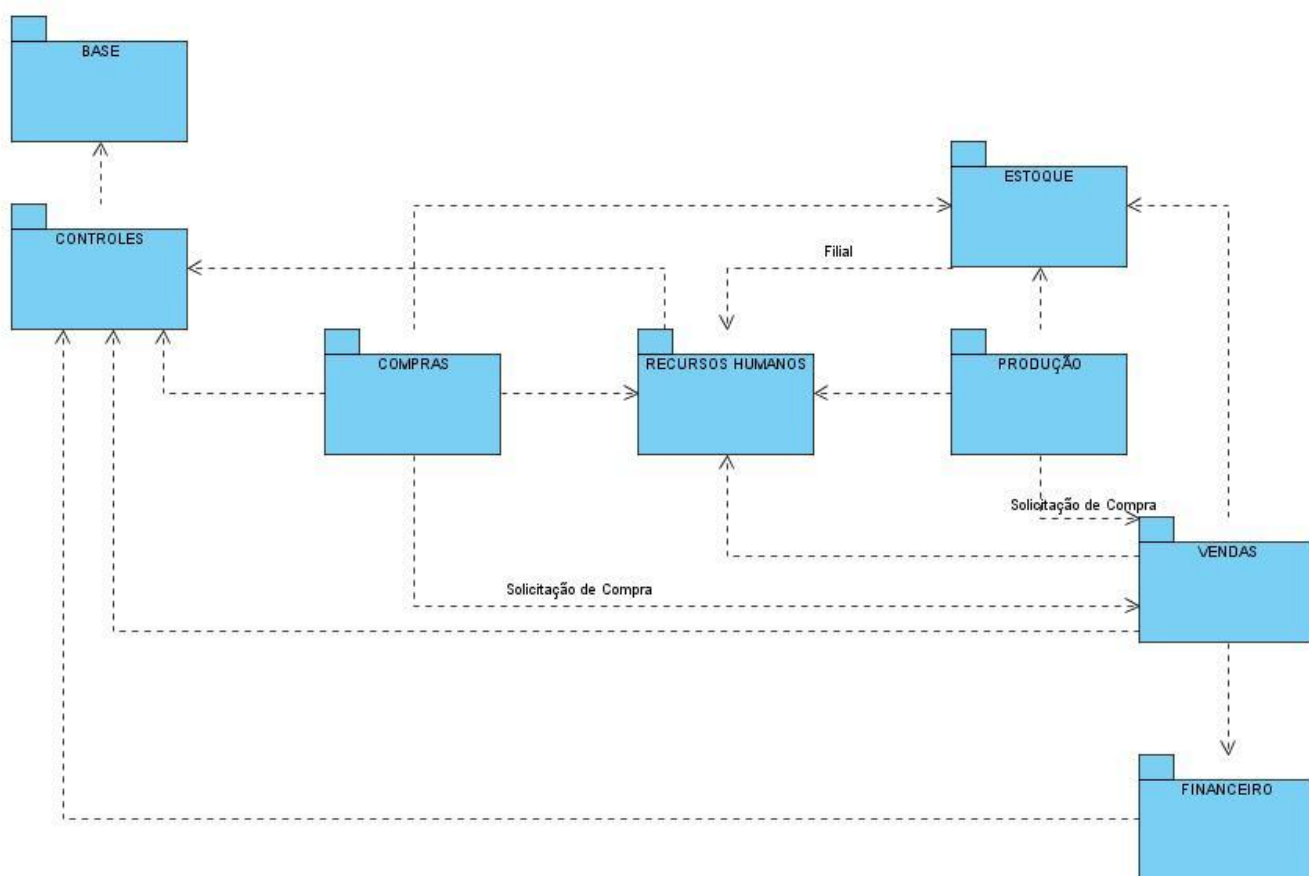 BASE
ESTOQUE
CONTROLES
Filial
COMPRAS
RECURSOS HUMANOS
PRODUÇÃO
Solicitação de Compra
VENDAS
Solicitação de Compra
FINANCEIRO